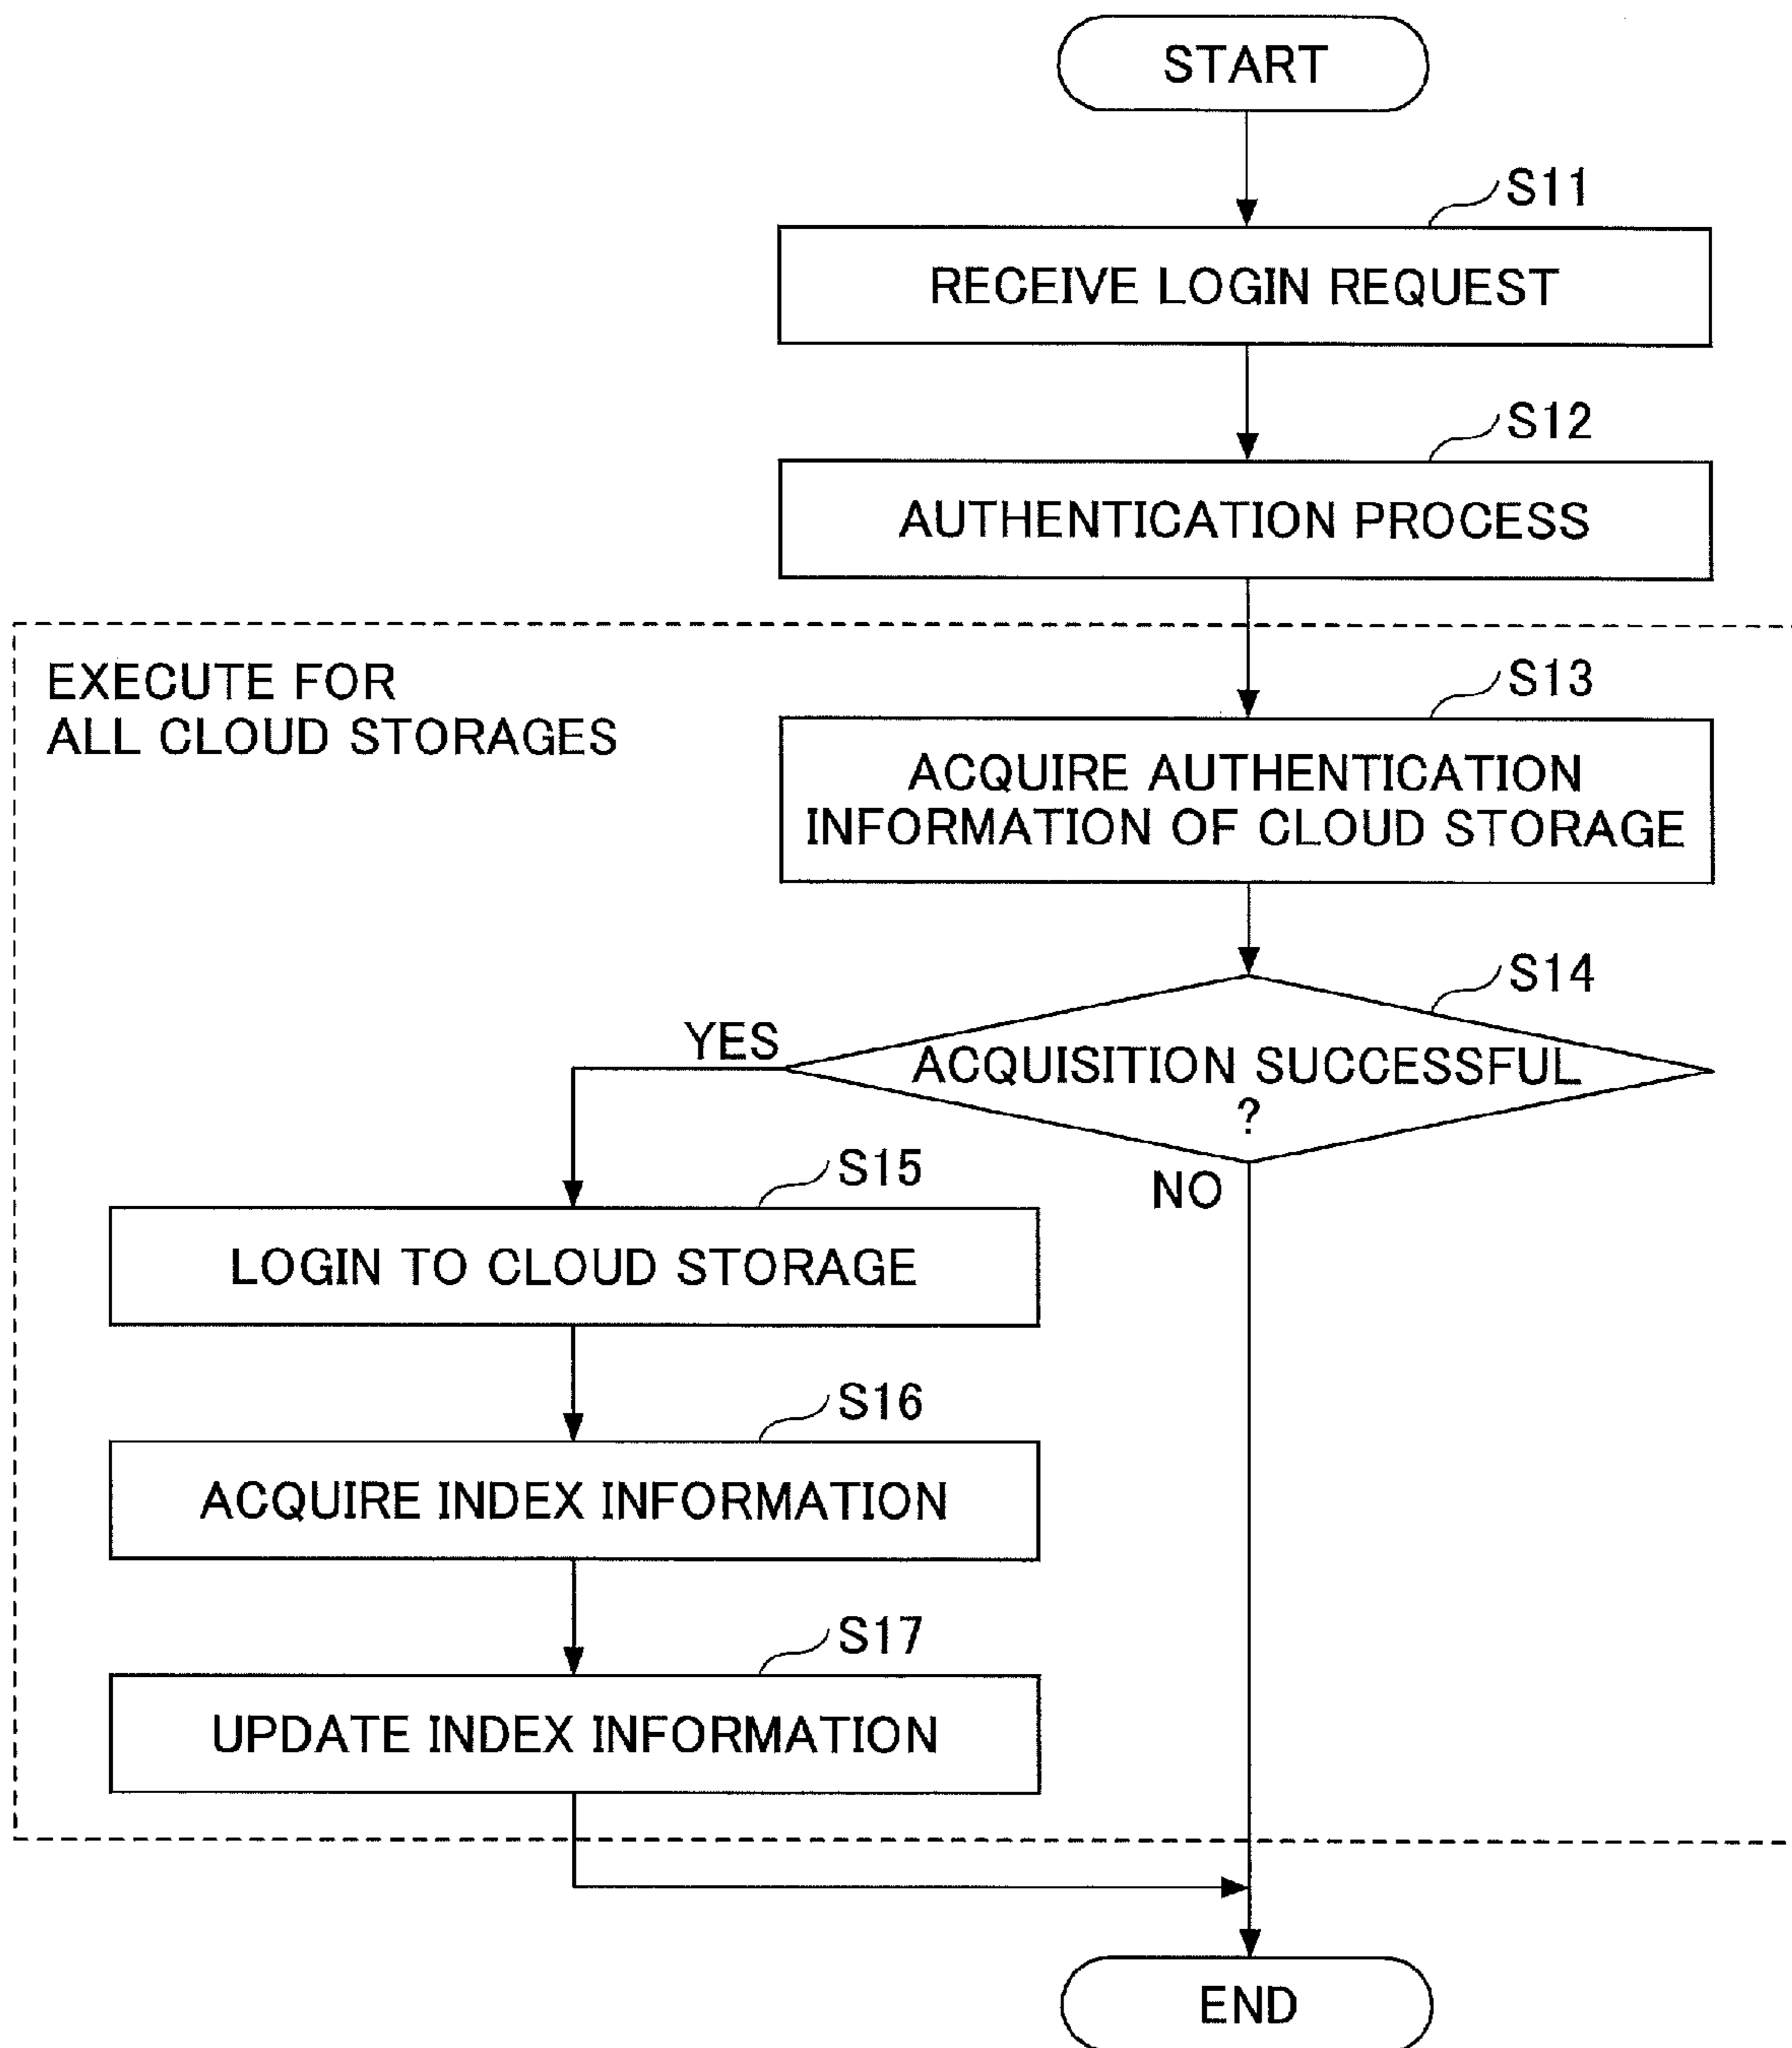 START
S11
RECEIVE LOGIN REQUEST
S12
AUTHENTICATION PROCESS
EXECUTE FOR
ALL CLOUD STORAGES
S13
ACQUIRE AUTHENTICATION
INFORMATION OF CLOUD STORAGE
S14
ACQUISITION SUCCESSFUL
?
YES
NO
S15
LOGIN TO CLOUD STORAGE
S16
ACQUIRE INDEX INFORMATION
S17
UPDATE INDEX INFORMATION
END